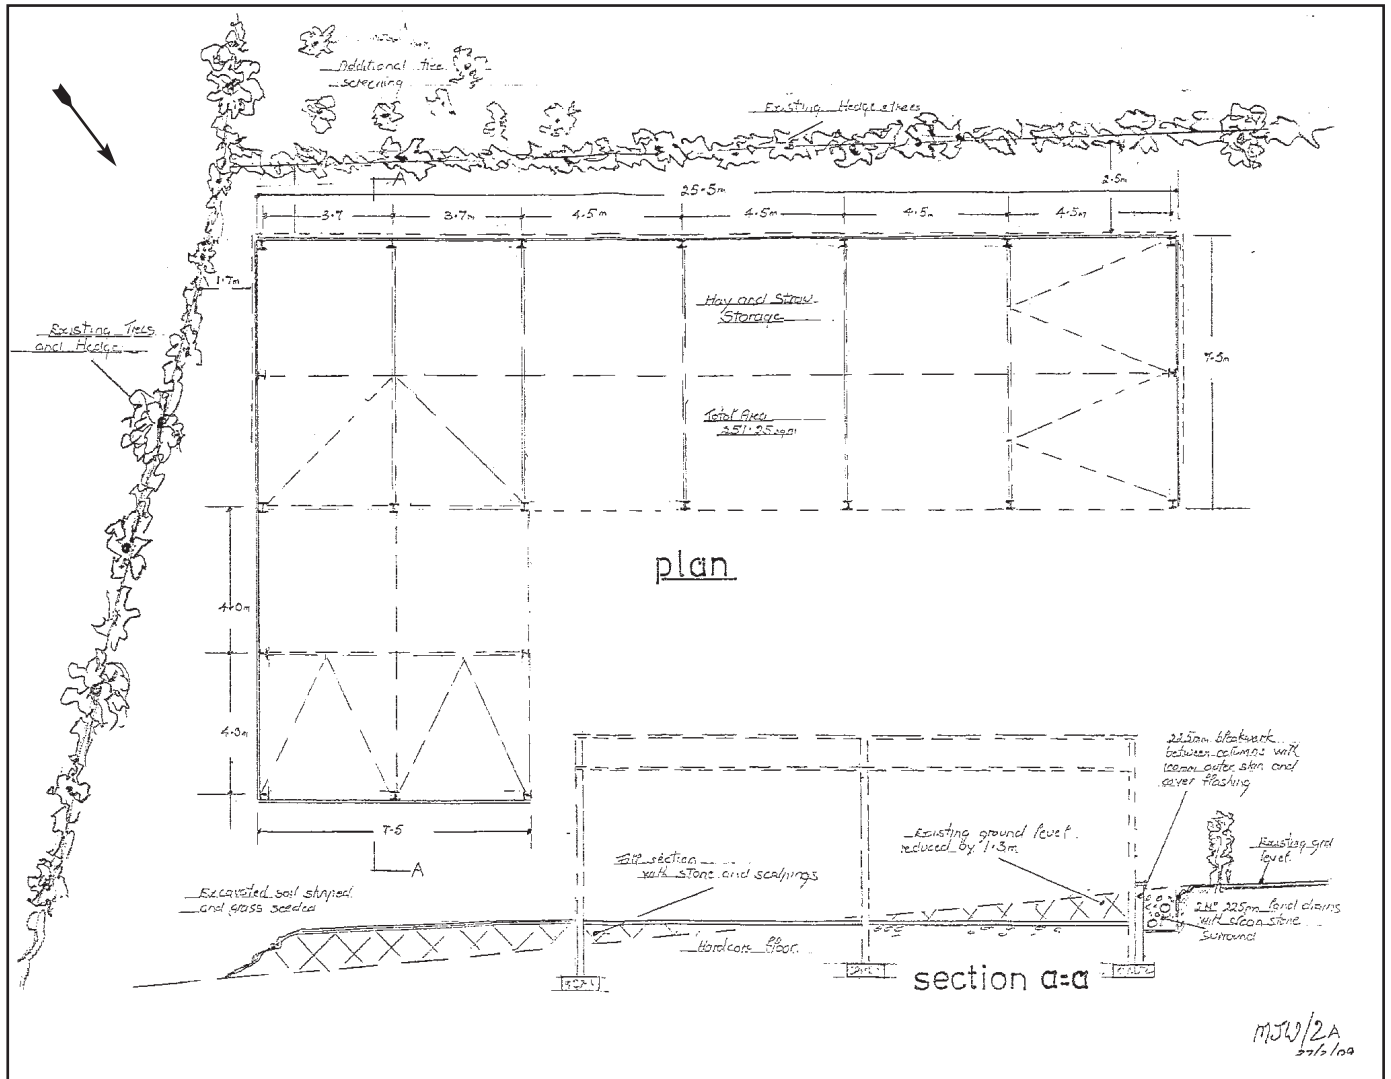 Additional tree
screening
Existing Hedge &trees
A
25·5m
2·5m
3·7
3·7m
4·5m
4·5m
4·5m
4·5m
1·7m
Hay and Straw
Storage
Existing Trees
and Hedge
7·5m
Total Area
251·25 sqm
plan
4·0m
4·3m
7·5
A
225mm blockwork
between columns with
100mm outer skin and
cover flashing
Existing ground level
reduced by 1·3m
Existing grd
level
section
with stone and scalpings
Excavated soil shaped
and grass seeded
2Nº 225mm land drains
with clean stone
surround
Hardcore floor
section a=a
MJW/2A